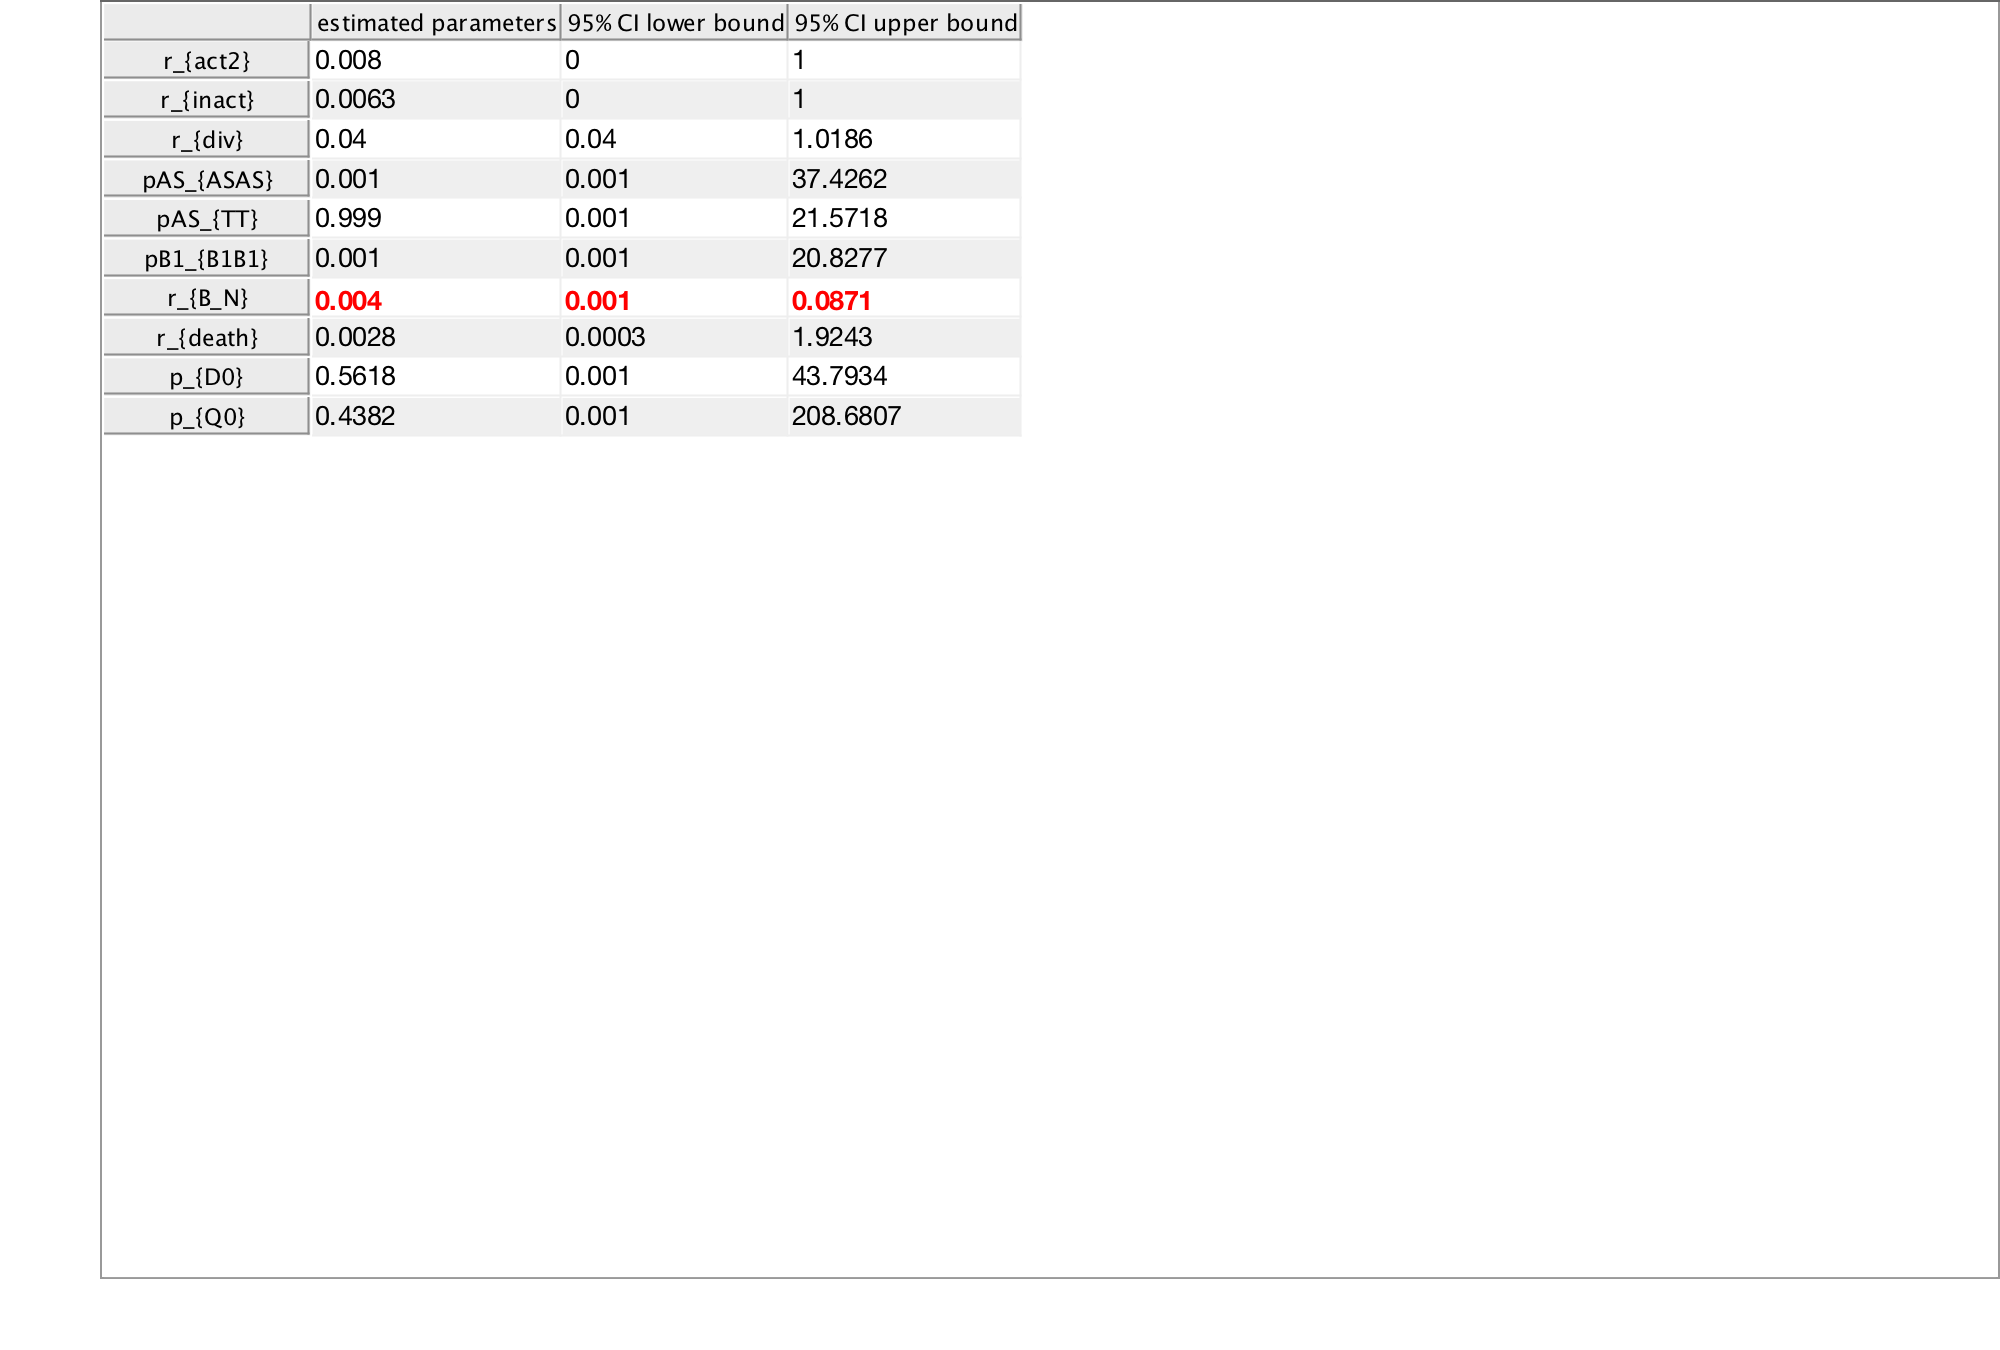 estimated parameters 95% CI lower bound 95% CI upper bound
r_{act2} 0.008 0 1
r_{inact} 0.0063 0 1
r_{div} 0.04 0.04 1.0186
pAS_{ASAS} 0.001 0.001 37.4262
pAS_{TT} 0.999 0.001 21.5718
pB1_{B1B1} 0.001 0.001 20.8277
r_{B_N} 0.004 0.001 0.0871
r_{death} 0.0028 0.0003 1.9243
p_{D0} 0.5618 0.001 43.7934
p_{Q0} 0.4382 0.001 208.6807